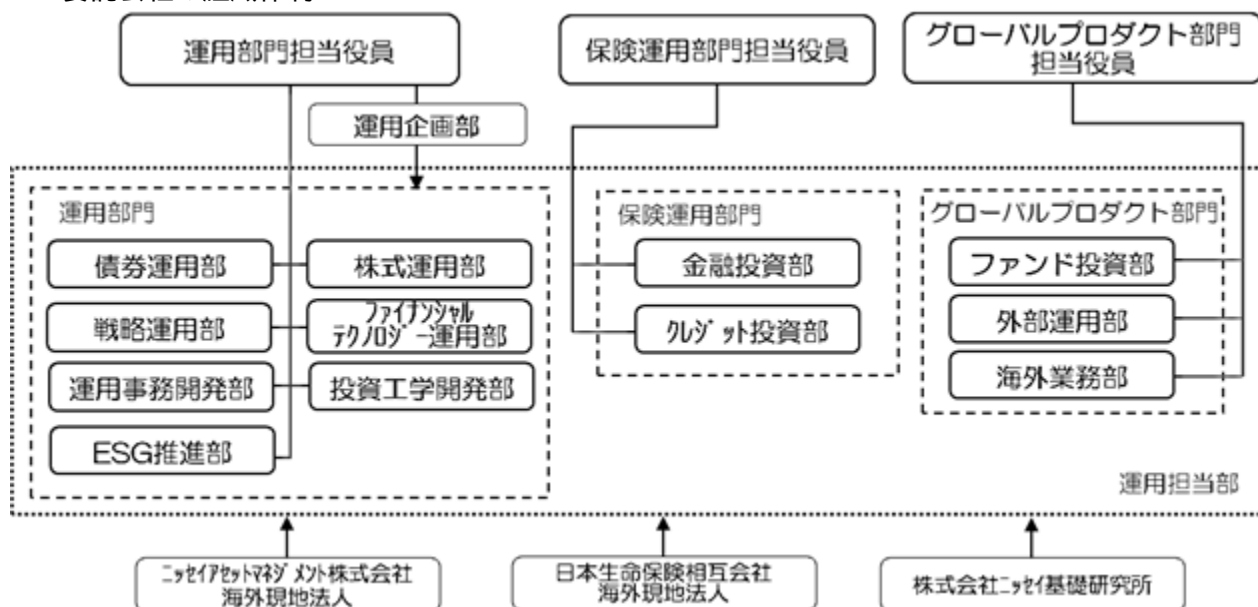 運用部門担当役員
保険運用部門担当役員
グローバルプロダクト部門
担当役員
運用企画部
運用部門
債券運用部
株式運用部
戦略運用部
ファイナンシャル
テクノロジー運用部
運用事務開発部
投資工学開発部
ESG推進部
保険運用部門
金融投資部
クレジット投資部
グローバルプロダクト部門
ファンド投資部
外部運用部
海外業務部
運用担当部
ニッセイアセットマネジメント株式会社
海外現地法人
日本生命保険相互会社
海外現地法人
株式会社ニッセイ基礎研究所